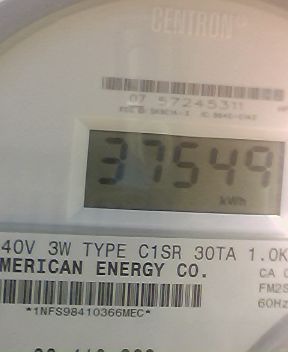 CENTRON®
07 57245311
37549
kWh
40V 3W TYPE C1SR 30TA 1.0K
MERICAN ENERGY CO.
CA
FM2S
60Hz
*1NFS98410366MEC*